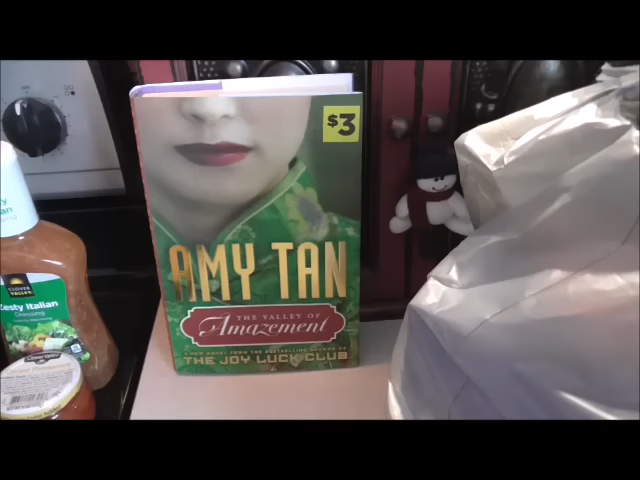 $3
AMY TAN
THE VALLEY OF
Amazement
A NEW NOVEL FROM THE BESTSELLING AUTHOR OF
THE JOY LUCK CLUB
CLOVER VALLEY
Zesty Italian
Dressing